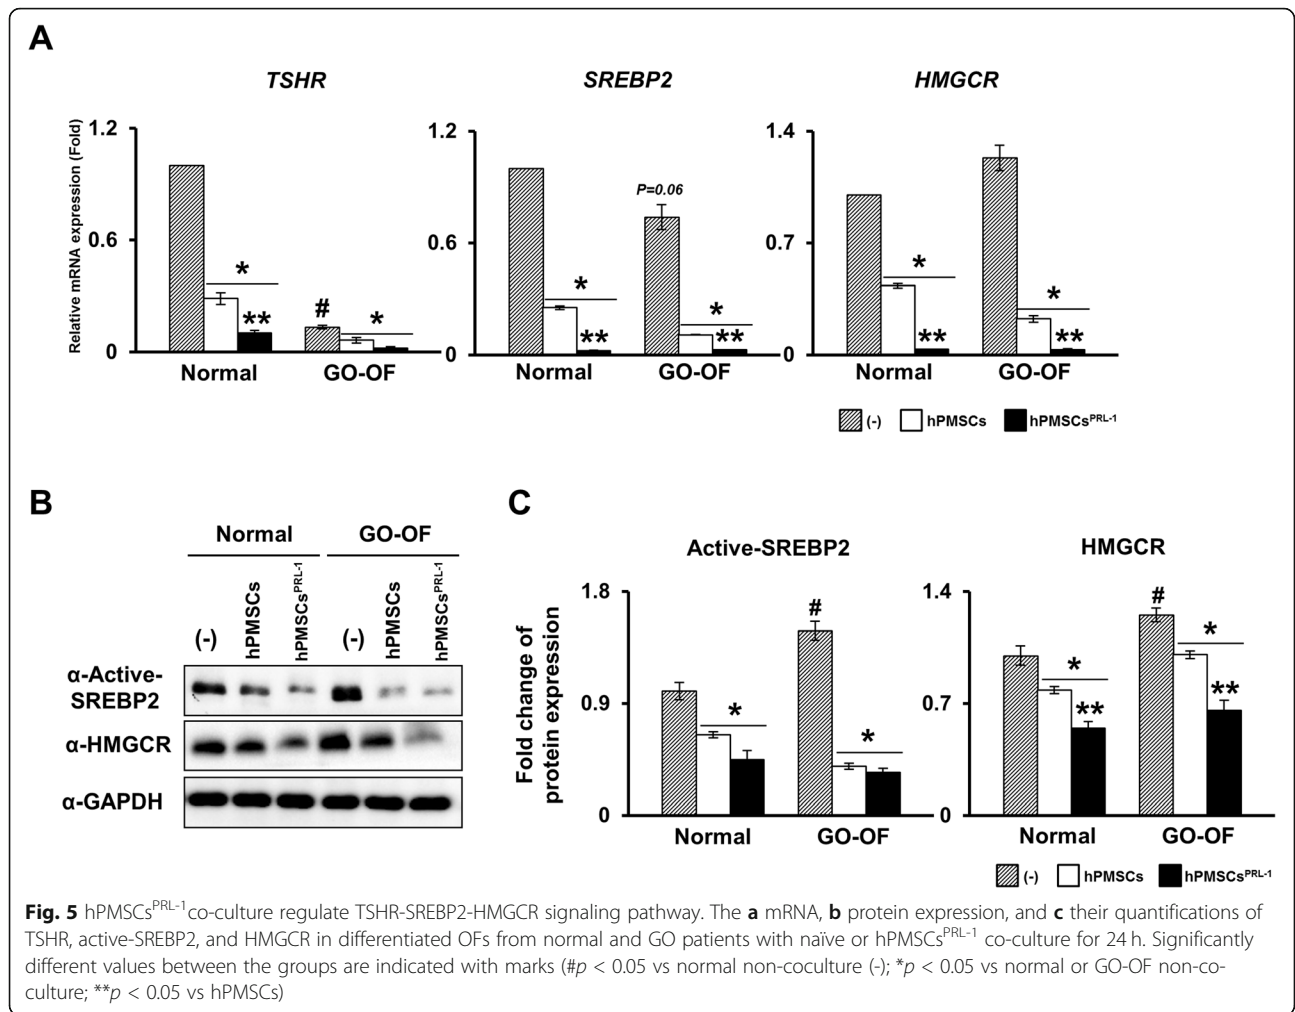 A
TSHR
SREBP2
HMGCR
Relative mRNA expression (Fold)
1.2
0.6
0
*
**
#
*
Normal
GO-OF
1.2
0.6
0
P=0.06
*
**
*
**
Normal
GO-OF
1.4
0.7
0
*
**
*
**
Normal
GO-OF
(-) hPMSCs hPMSCsPRL-1
B
Normal GO-OF
(-) hPMSCs hPMSCsPRL-1 (-) hPMSCs hPMSCsPRL-1
α-Active-
SREBP2
α-HMGCR
α-GAPDH
C
Active-SREBP2
HMGCR
Fold change of
protein expression
1.8
0.9
0
#
*
*
Normal
GO-OF
1.4
0.7
0
#
*
**
*
**
Normal
GO-OF
(-) hPMSCs hPMSCsPRL-1
Fig. 5 hPMSCsPRL-1 co-culture regulate TSHR-SREBP2-HMGCR signaling pathway. The a mRNA, b protein expression, and c their quantifications of
TSHR, active-SREBP2, and HMGCR in differentiated OFs from normal and GO patients with naïve or hPMSCsPRL-1 co-culture for 24 h. Significantly
different values between the groups are indicated with marks (#p < 0.05 vs normal non-coculture (-); *p < 0.05 vs normal or GO-OF non-co-
culture; **p < 0.05 vs hPMSCs)